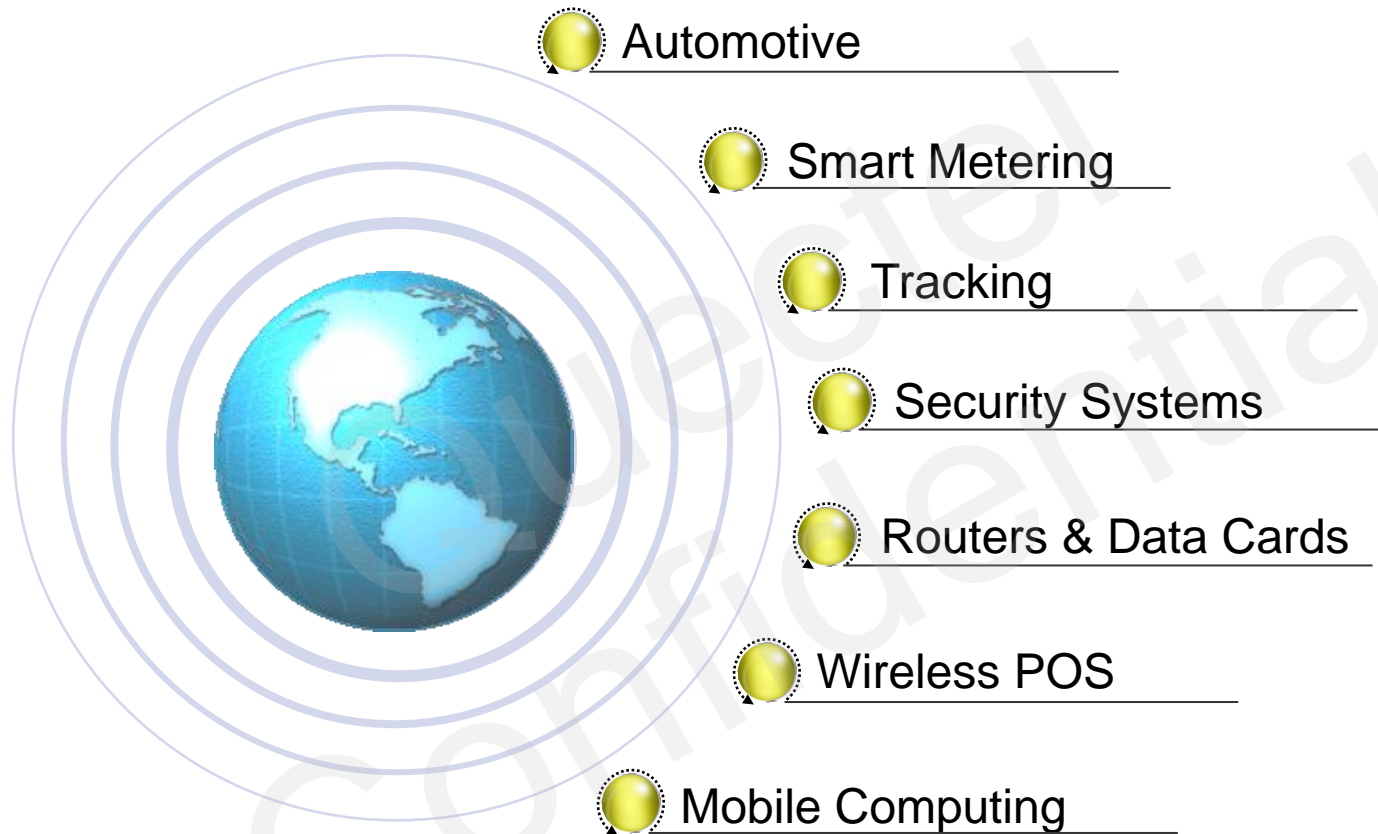 Automotive
Smart Metering
Tracking
Security Systems
Routers & Data Cards
Wireless POS
Mobile Computing
Quectel
Confidential